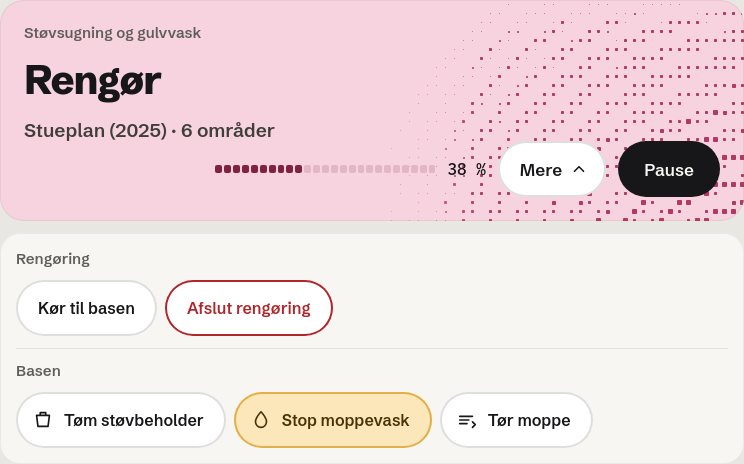 Støvsugning og gulvvask
Rengør
Stueplan (2025) · 6 områder
38 %
Mere
Pause
Rengøring
Kør til basen
Afslut rengøring
Basen
Tøm støvbeholder
Stop moppevask
Tør moppe